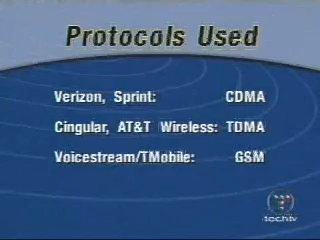 Protocols Used
Verizon, Sprint: CDMA
Cingular, AT&T Wireless: TDMA
Voicestream/TMobile: GSM
techtv